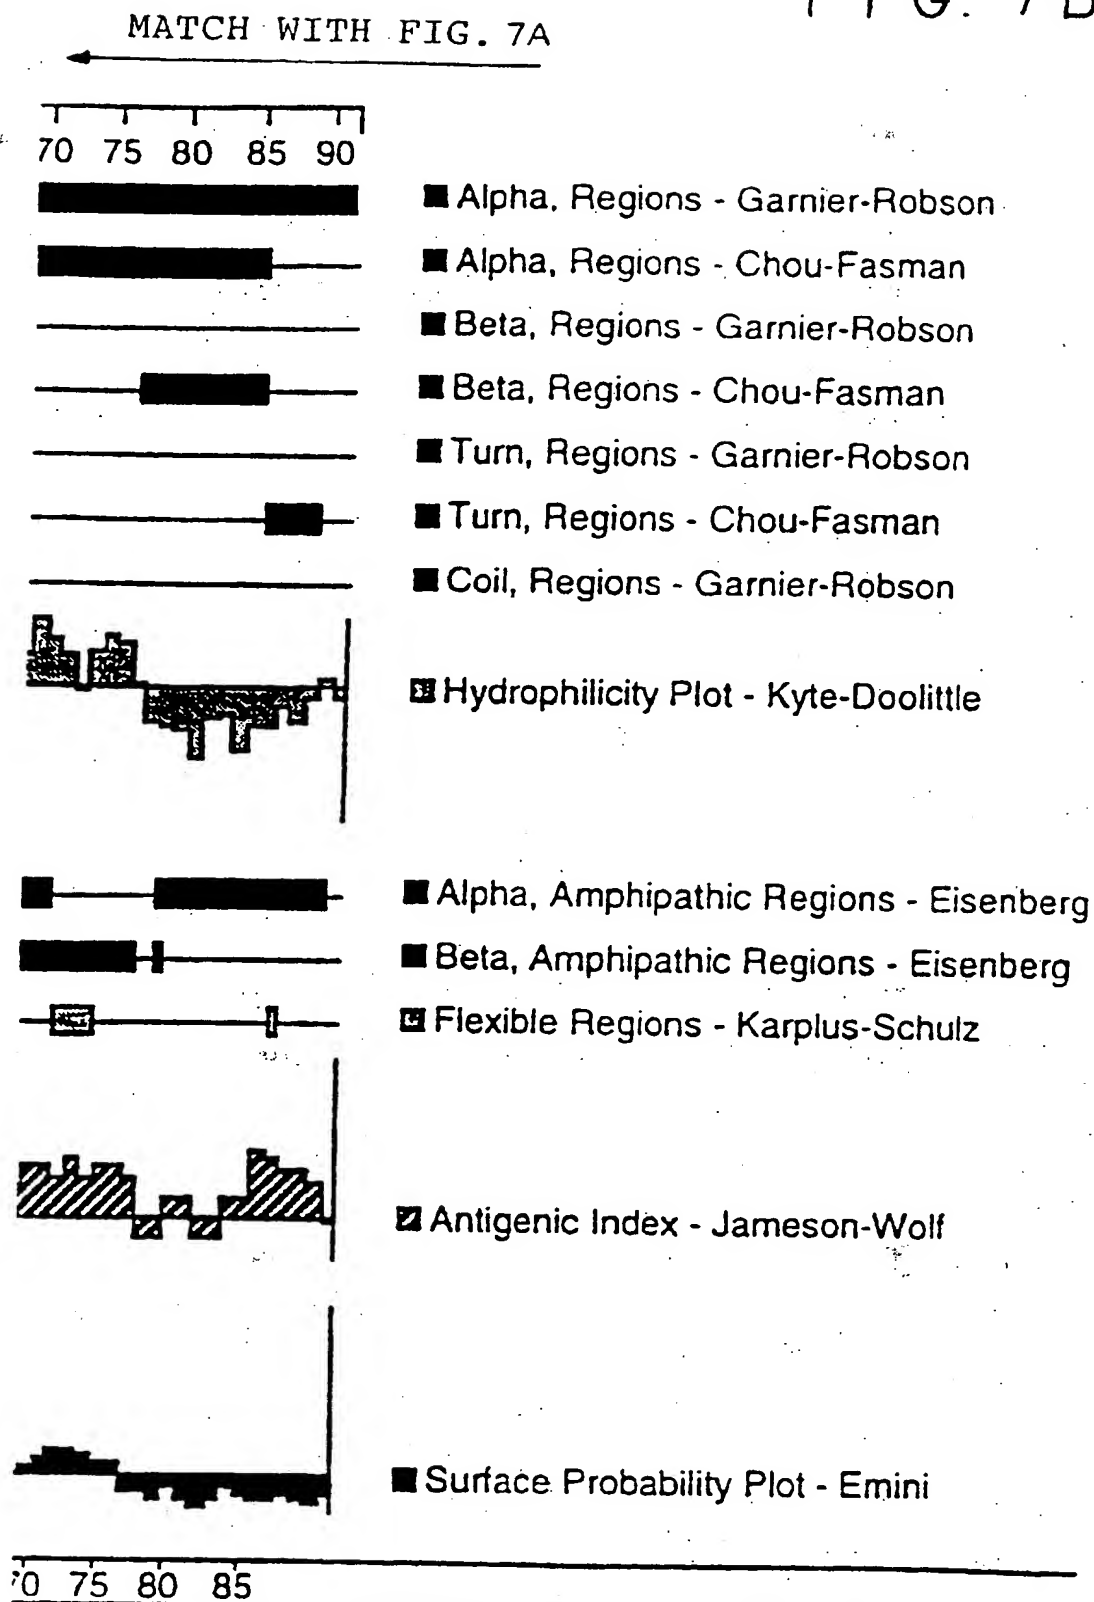 FIG. 7B
MATCH WITH FIG. 7A
70 75 80 85 90
Alpha, Regions - Garnier-Robson
Alpha, Regions - Chou-Fasman
Beta, Regions - Garnier-Robson
Beta, Regions - Chou-Fasman
Turn, Regions - Garnier-Robson
Turn, Regions - Chou-Fasman
Coil, Regions - Garnier-Robson
Hydrophilicity Plot - Kyte-Doolittle
Alpha, Amphipathic Regions - Eisenberg
Beta, Amphipathic Regions - Eisenberg
Flexible Regions - Karplus-Schulz
Antigenic Index - Jameson-Wolf
Surface Probability Plot - Emini
70 75 80 85